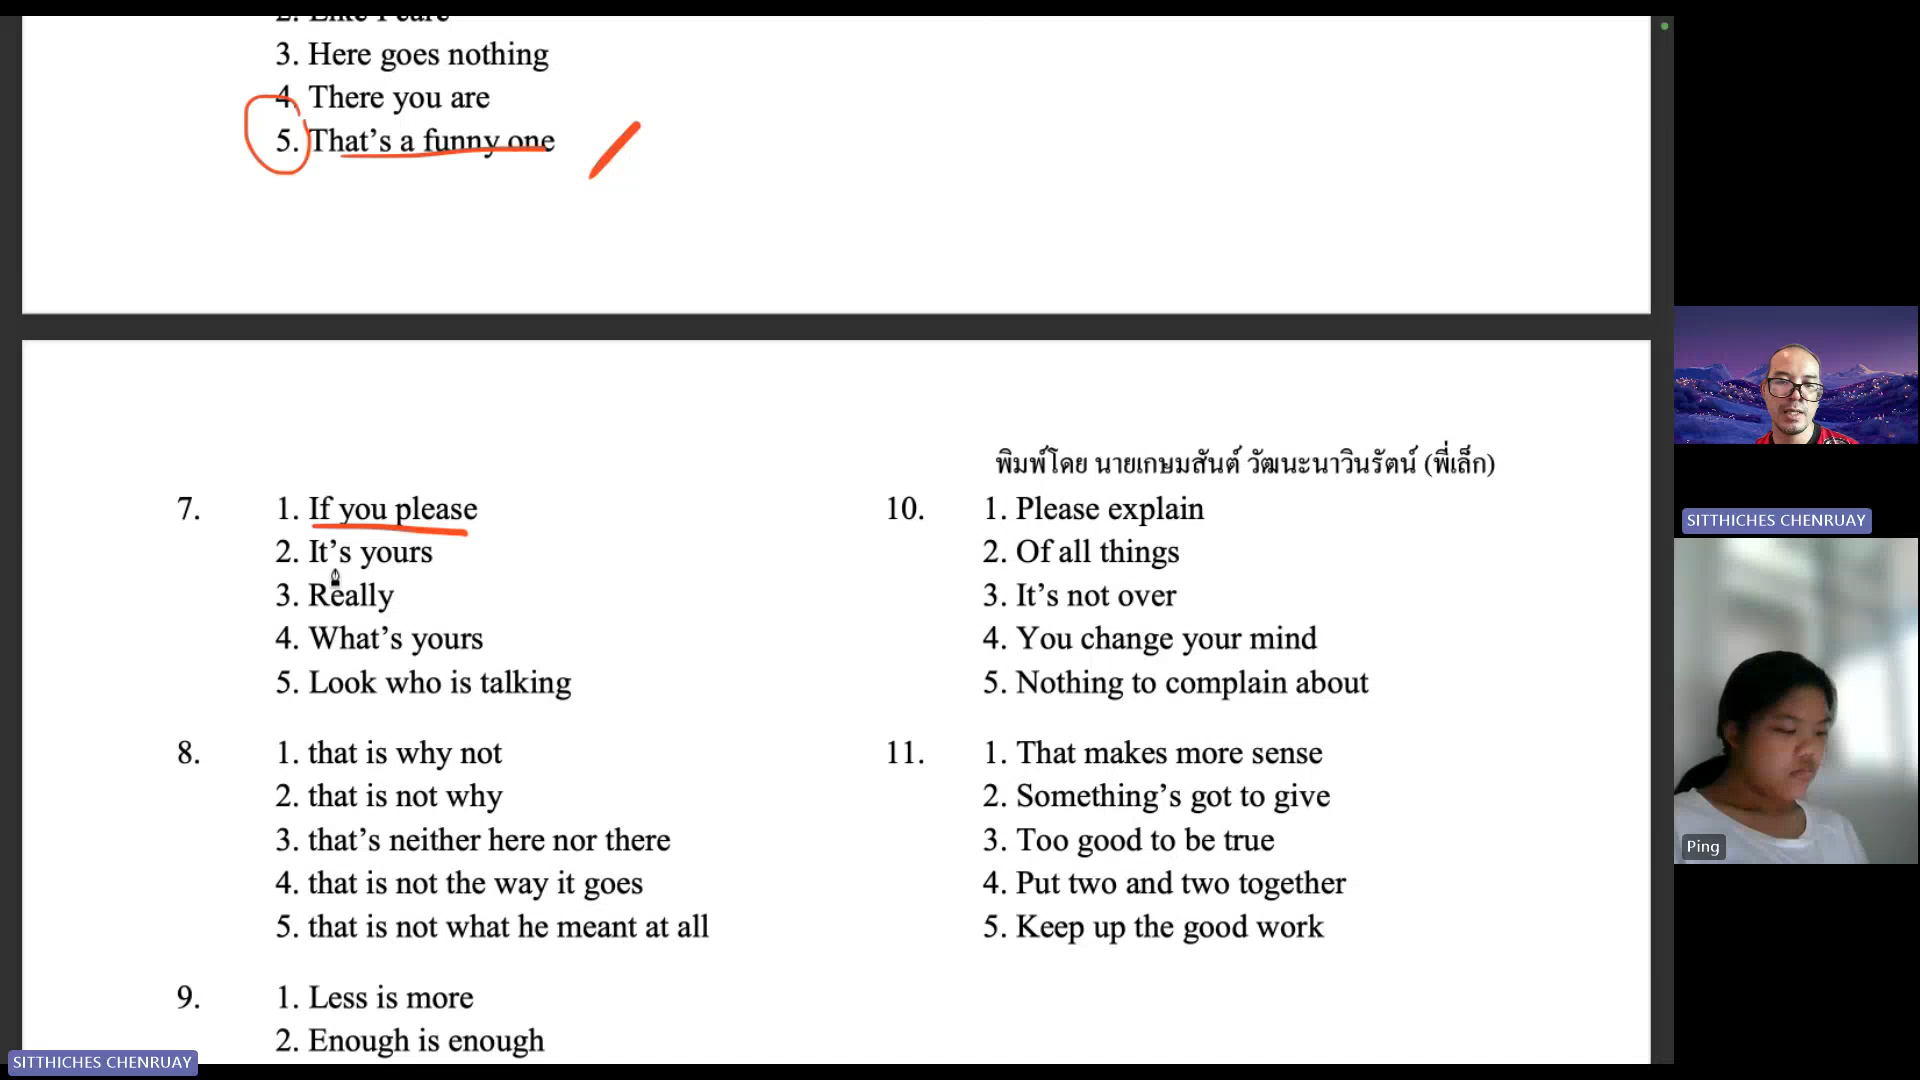 2. Like I care
3. Here goes nothing
4. There you are
5. That's a funny one
พิมพ์โดย นายเกษมสันต์ วัฒนะนาวินรัตน์ (พี่เล็ก)
7. 1. If you please
2. It's yours
3. Really
4. What's yours
5. Look who is talking
8. 1. that is why not
2. that is not why
3. that's neither here nor there
4. that is not the way it goes
5. that is not what he meant at all
9. 1. Less is more
2. Enough is enough
10. 1. Please explain
2. Of all things
3. It's not over
4. You change your mind
5. Nothing to complain about
11. 1. That makes more sense
2. Something's got to give
3. Too good to be true
4. Put two and two together
5. Keep up the good work
SITTHICHES CHENRUAY
Ping
SITTHICHES CHENRUAY